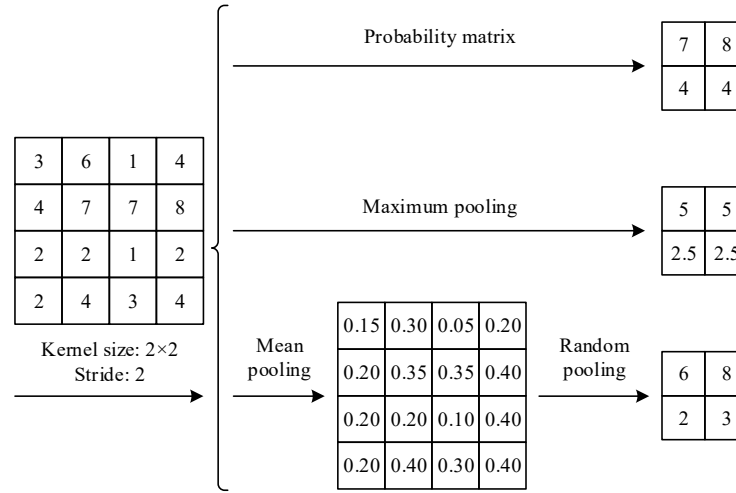 Probability matrix
7 8
4 4
3 6 1 4
4 7 7 8
2 2 1 2
2 4 3 4
Kernel size: 2×2
Stride: 2
Maximum pooling
5 5
2.5 2.5
Mean
pooling
0.15 0.30 0.05 0.20
0.20 0.35 0.35 0.40
0.20 0.20 0.10 0.40
0.20 0.40 0.30 0.40
Random
pooling
6 8
2 3